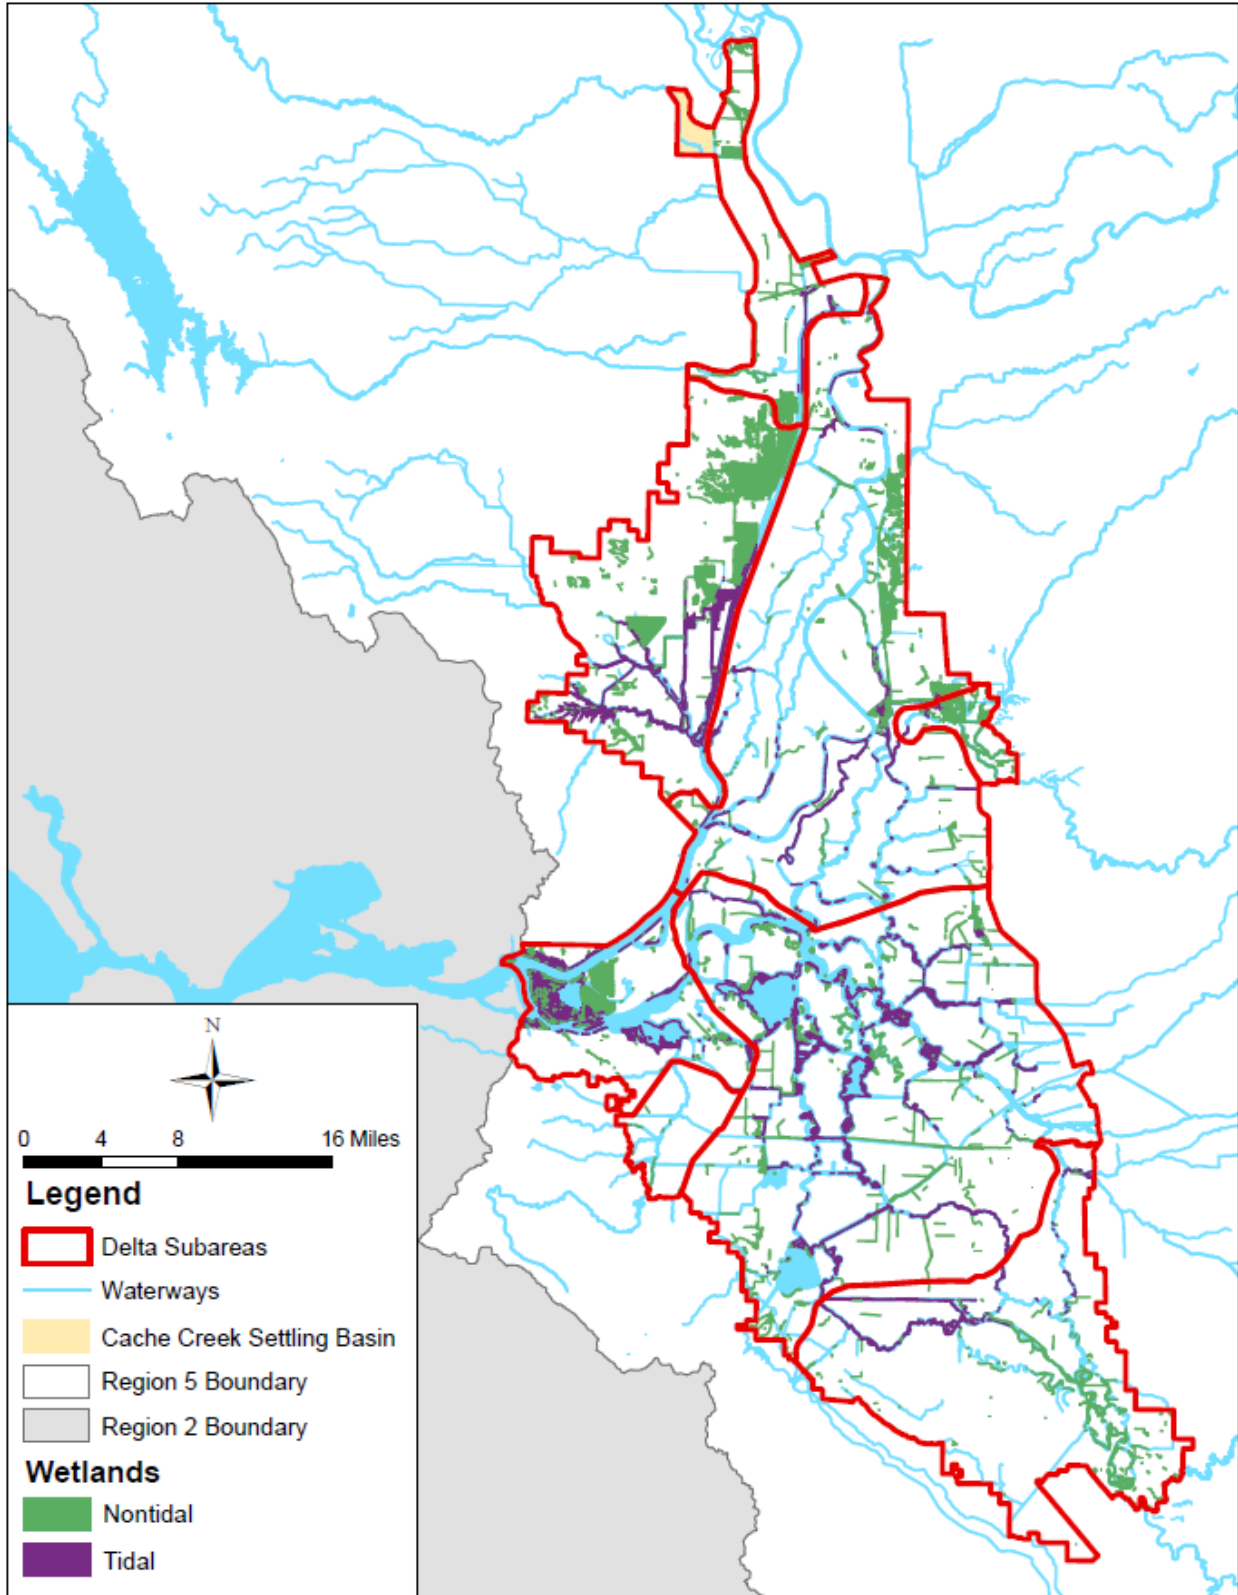 N
0 4 8 16 Miles
Legend
Delta Subareas
Waterways
Cache Creek Settling Basin
Region 5 Boundary
Region 2 Boundary
Wetlands
Nontidal
Tidal